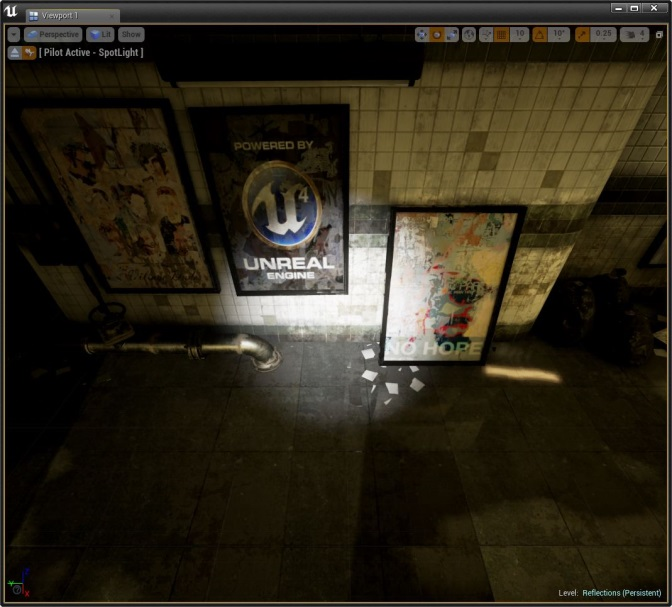 Viewport 1
Perspective
Lit
Show
10
10°
0.25
4
[ Pilot Active - SpotLight ]
POWERED BY
4
UNREAL
ENGINE
NO HOPE
Level: Reflections (Persistent)